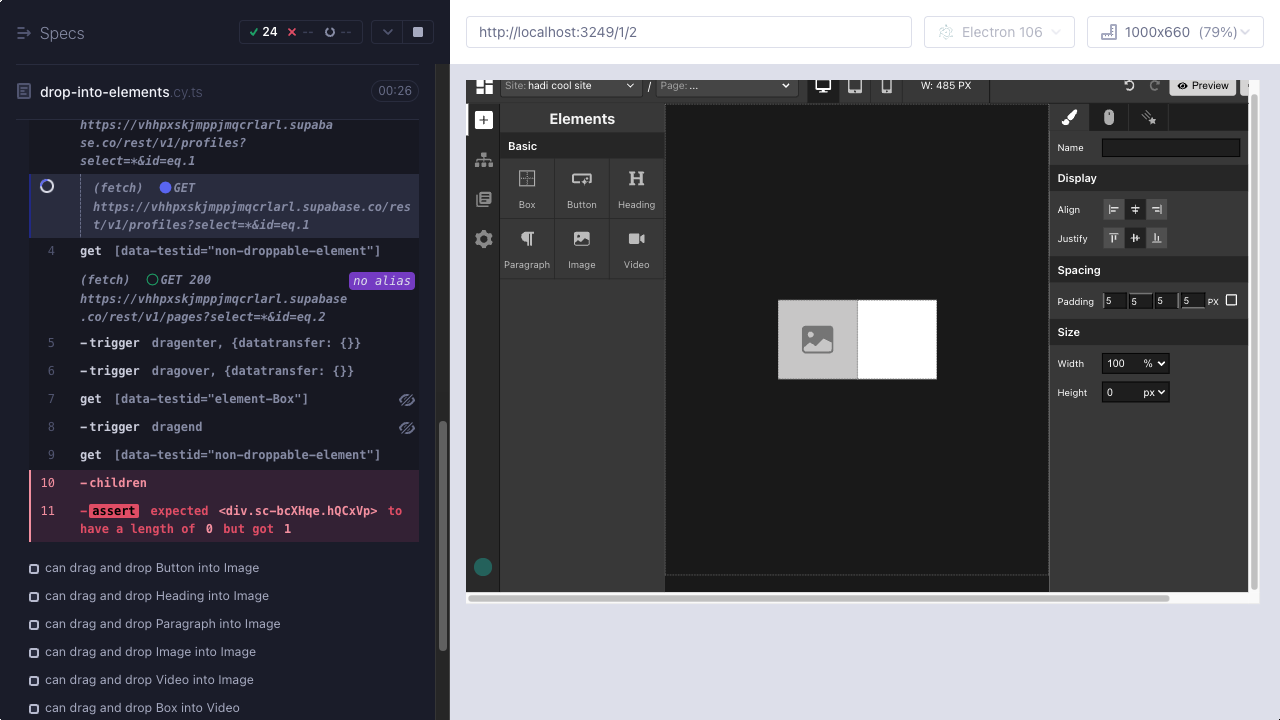 Specs
24
--
--
drop-into-elements.cy.ts
00:26
https://vhhpxskjmppjmqcrlarl.supaba
se.co/rest/v1/profiles?
select=*&id=eq.1
(fetch) GET
https://vhhpxskjmppjmqcrlarl.supabase.co/res
t/v1/profiles?select=*&id=eq.1
4 get [data-testid="non-droppable-element"]
(fetch) GET 200 no alias
https://vhhpxskjmppjmqcrlarl.supabase
.co/rest/v1/pages?select=*&id=eq.2
5 -trigger dragenter, {datatransfer: {}}
6 -trigger dragover, {datatransfer: {}}
7 get [data-testid="element-Box"]
8 -trigger dragend
9 get [data-testid="non-droppable-element"]
10 -children
11 -assert expected <div.sc-bcXHqe.hQCxVp> to
have a length of 0 but got 1
can drag and drop Button into Image
can drag and drop Heading into Image
can drag and drop Paragraph into Image
can drag and drop Image into Image
can drag and drop Video into Image
can drag and drop Box into Video
http://localhost:3249/1/2
Electron 106
1000x660 (79%)
Site: hadi cool site
/
Page: ...
W: 485 PX
Preview
Elements
Basic
Box
Button
Heading
Paragraph
Image
Video
Name
Display
Align
Justify
Spacing
Padding 5 5 5 5 PX
Size
Width 100 %
Height 0 px